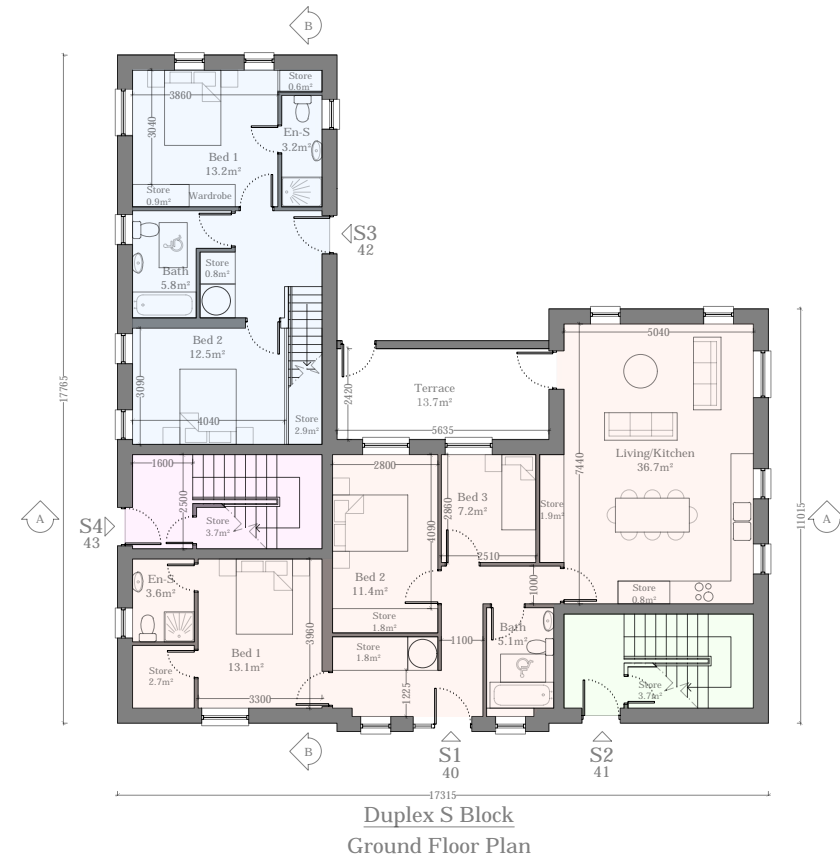 B
Store
0.6m²
3860
3040
En-S
3.2m²
Bed 1
13.2m²
Store
0.9m²
Wardrobe
S3
42
Store
0.8m²
Bath
5.8m²
Bed 2
12.5m²
3090
4040
Store
2.9m²
17765
2420
Terrace
13.7m²
5635
5040
7440
Living/Kitchen
36.7m²
11015
1600
2500
Store
3.7m²
S4
43
A
A
2800
4090
Bed 2
11.4m²
Store
1.8m²
2860
Bed 3
7.2m²
2510
Store
1.9m²
1000
Store
0.8m²
En-S
3.6m²
Store
2.7m²
Bed 1
13.1m²
3960
3300
Store
1.8m²
1225
1100
Bath
5.1m²
Store
3.7m²
B
S1
40
S2
41
17315
Duplex S Block
Ground Floor Plan